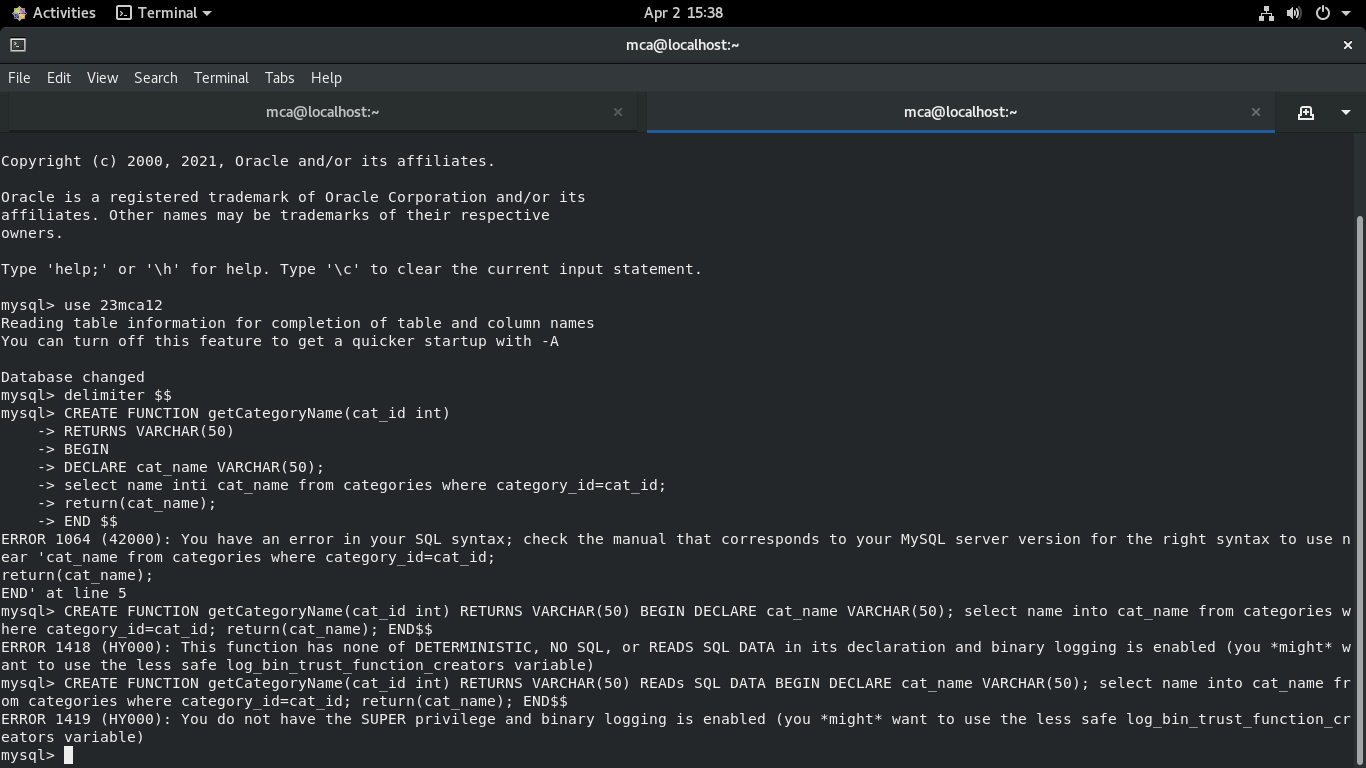 Activities Terminal Apr 2 15:38
mca@localhost:~
File Edit View Search Terminal Tabs Help
mca@localhost:~ mca@localhost:~
Copyright (c) 2000, 2021, Oracle and/or its affiliates.
Oracle is a registered trademark of Oracle Corporation and/or its
affiliates. Other names may be trademarks of their respective
owners.
Type 'help;' or '\h' for help. Type '\c' to clear the current input statement.
mysql> use 23mca12
Reading table information for completion of table and column names
You can turn off this feature to get a quicker startup with -A
Database changed
mysql> delimiter $$
mysql> CREATE FUNCTION getCategoryName(cat_id int)
-> RETURNS VARCHAR(50)
-> BEGIN
-> DECLARE cat_name VARCHAR(50);
-> select name inti cat_name from categories where category_id=cat_id;
-> return(cat_name);
-> END $$
ERROR 1064 (42000): You have an error in your SQL syntax; check the manual that corresponds to your MySQL server version for the right syntax to use n
ear 'cat_name from categories where category_id=cat_id;
return(cat_name);
END' at line 5
mysql> CREATE FUNCTION getCategoryName(cat_id int) RETURNS VARCHAR(50) BEGIN DECLARE cat_name VARCHAR(50); select name into cat_name from categories w
here category_id=cat_id; return(cat_name); END$$
ERROR 1418 (HY000): This function has none of DETERMINISTIC, NO SQL, or READS SQL DATA in its declaration and binary logging is enabled (you *might* w
ant to use the less safe log_bin_trust_function_creators variable)
mysql> CREATE FUNCTION getCategoryName(cat_id int) RETURNS VARCHAR(50) READs SQL DATA BEGIN DECLARE cat_name VARCHAR(50); select name into cat_name fr
om categories where category_id=cat_id; return(cat_name); END$$
ERROR 1419 (HY000): You do not have the SUPER privilege and binary logging is enabled (you *might* want to use the less safe log_bin_trust_function_cr
eators variable)
mysql>